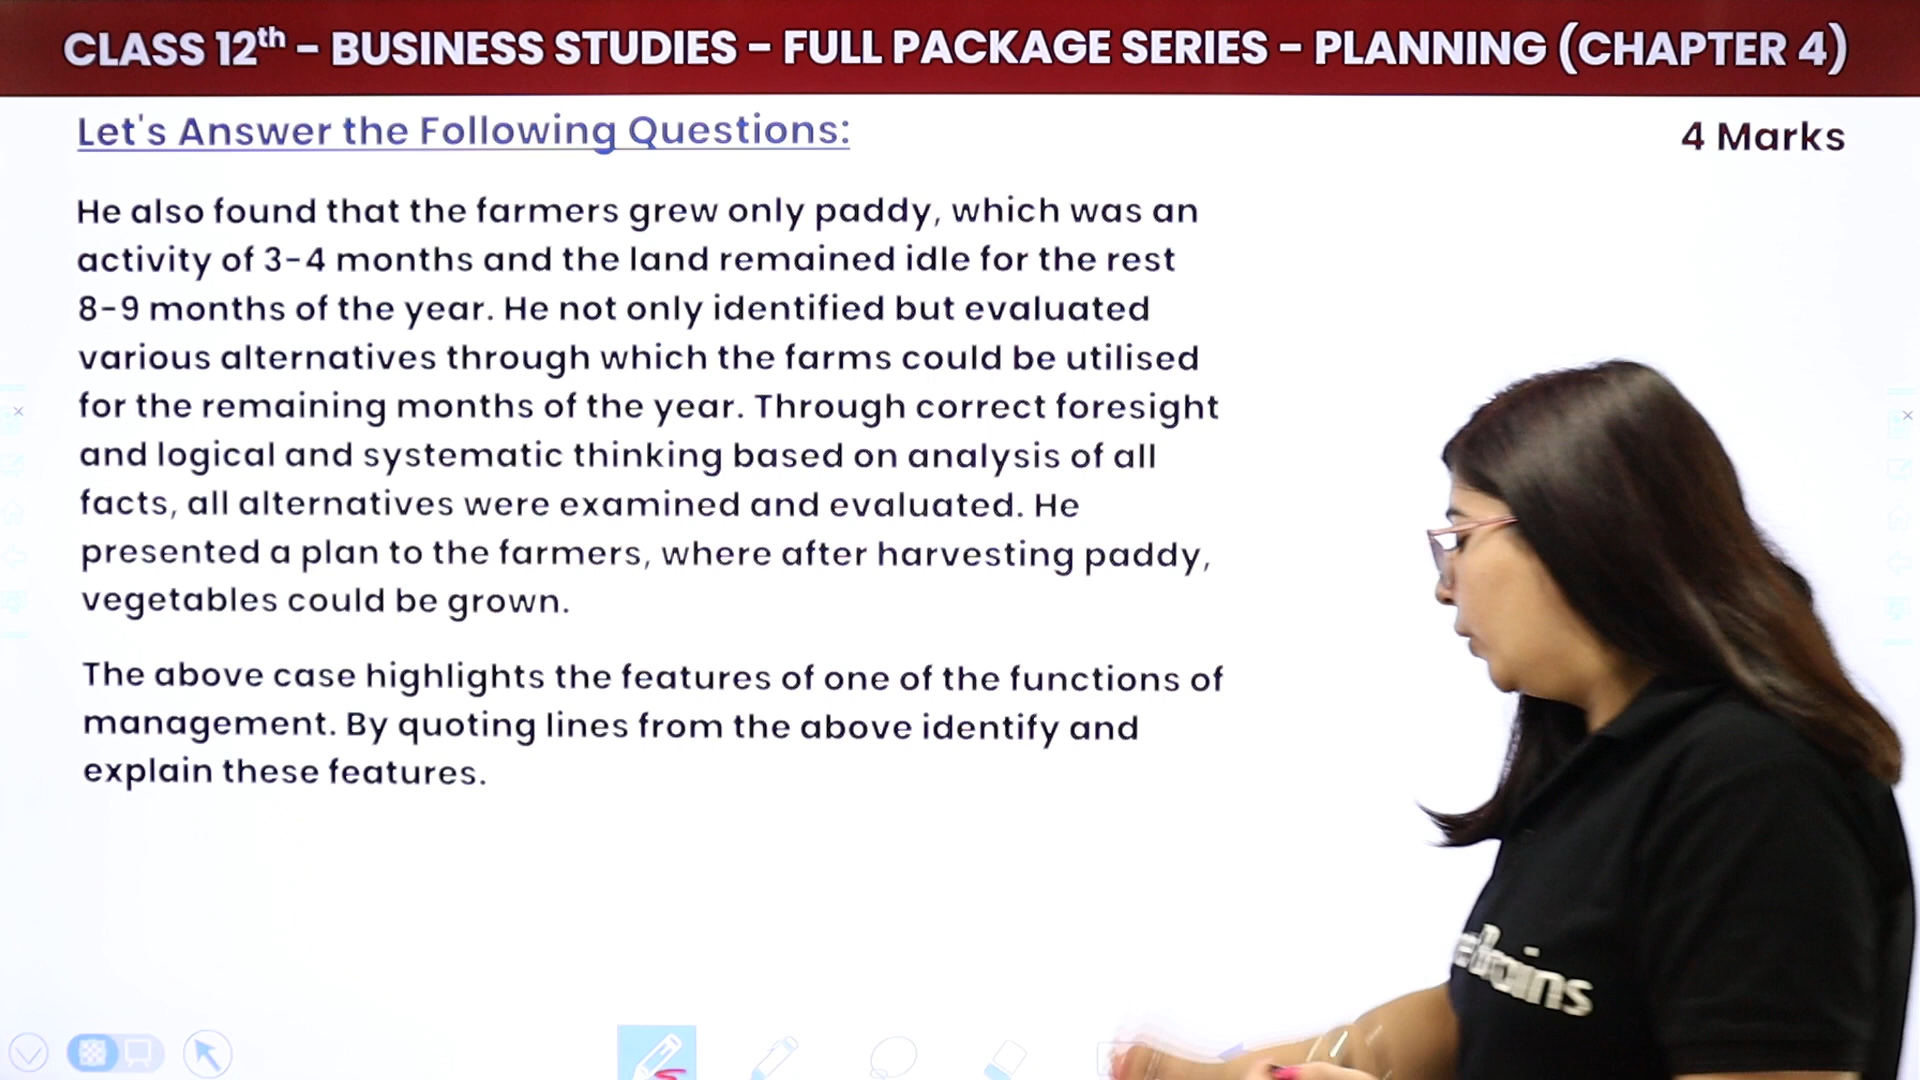 CLASS 12th – BUSINESS STUDIES – FULL PACKAGE SERIES – PLANNING (CHAPTER 4)
Let's Answer the Following Questions:
4 Marks
He also found that the farmers grew only paddy, which was an
activity of 3-4 months and the land remained idle for the rest
8-9 months of the year. He not only identified but evaluated
various alternatives through which the farms could be utilised
for the remaining months of the year. Through correct foresight
and logical and systematic thinking based on analysis of all
facts, all alternatives were examined and evaluated. He
presented a plan to the farmers, where after harvesting paddy,
vegetables could be grown.
The above case highlights the features of one of the functions of
management. By quoting lines from the above identify and
explain these features.
Brains